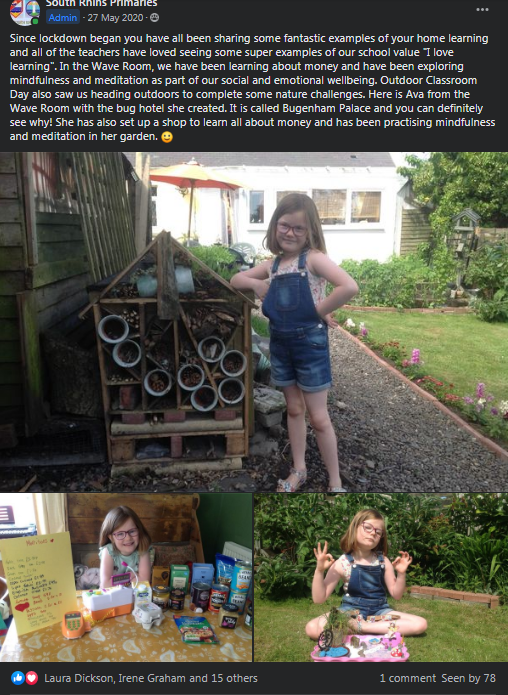 South Rhins Primaries
Admin · 27 May 2020 ·
Since lockdown began you have all been sharing some fantastic examples of your home learning
and all of the teachers have loved seeing some super examples of our school value "I love
learning". In the Wave Room, we have been learning about money and have been exploring
mindfulness and meditation as part of our social and emotional wellbeing. Outdoor Classroom
Day also saw us heading outdoors to complete some nature challenges. Here is Ava from the
Wave Room with the bug hotel she created. It is called Bugenham Palace and you can definitely
see why! She has also set up a shop to learn all about money and has been practising mindfulness
and meditation in her garden. 🙂
Laura Dickson, Irene Graham and 15 others
1 comment Seen by 78